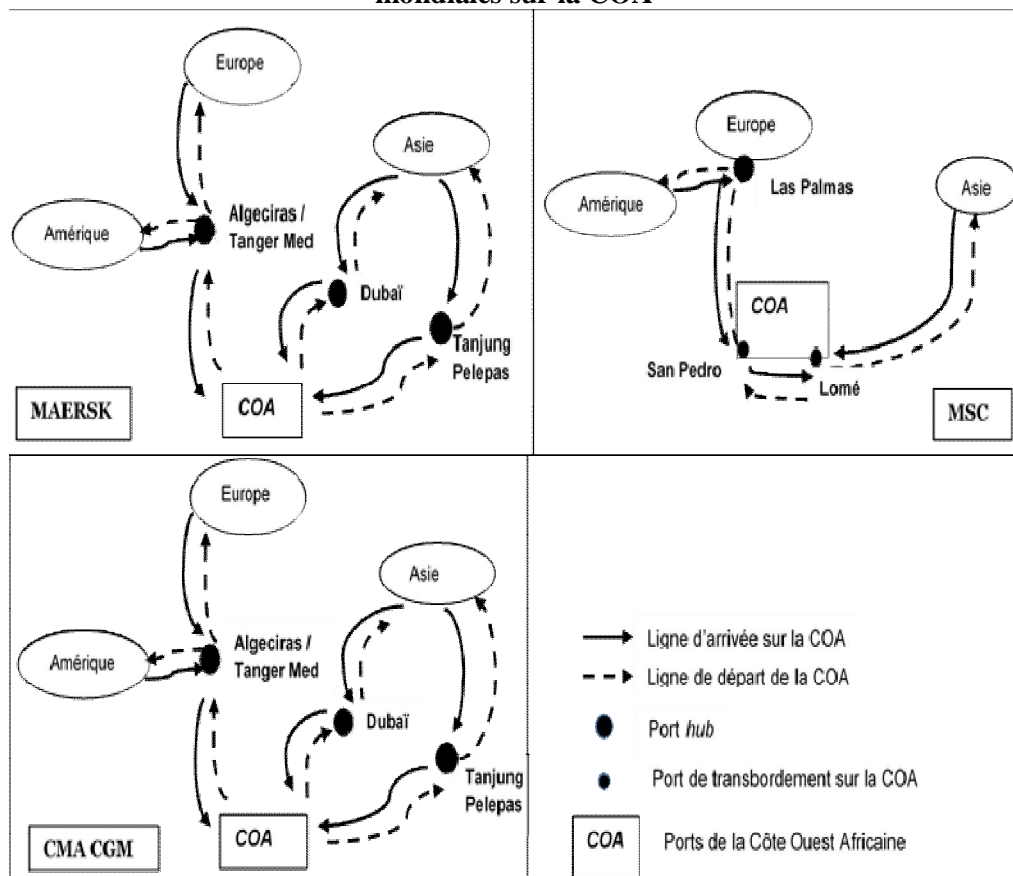 mondiales sur la COA
Europe
Asie
Amérique
Algeciras /
Tanger Med
Dubaï
Tanjung
Pelepas
COA
MAERSK
Europe
Las Palmas
Amérique
Asie
COA
San Pedro
Lomé
MSC
Europe
Asie
Amérique
Algeciras /
Tanger Med
Dubaï
Tanjung
Pelepas
COA
CMA CGM
Ligne d'arrivée sur la COA
Ligne de départ de la COA
Port hub
Port de transbordement sur la COA
COA Ports de la Côte Ouest Africaine